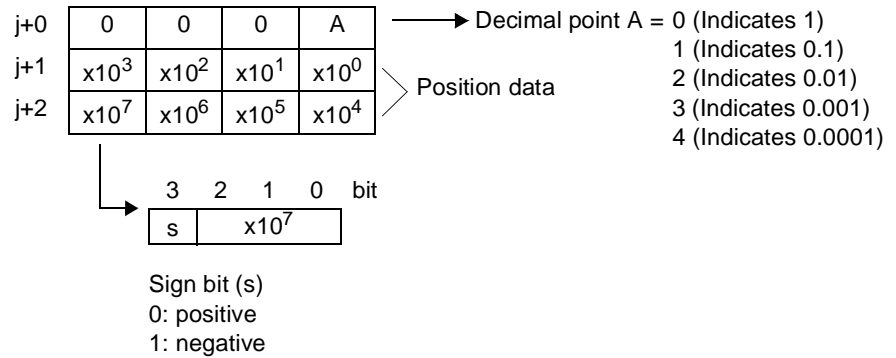 j+0 0 0 0 A Decimal point A = 0 (Indicates 1)
1 (Indicates 0.1)
j+1 x10³ x10² x10¹ x10⁰ 2 (Indicates 0.01)
Position data
j+2 x10⁷ x10⁶ x10⁵ x10⁴ 3 (Indicates 0.001)
4 (Indicates 0.0001)
3 2 1 0 bit
s x10⁷
Sign bit (s)
0: positive
1: negative